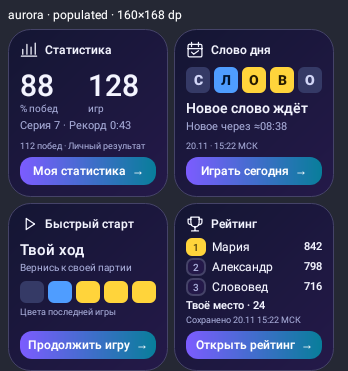 aurora · populated · 160×168 dp
Статистика
88 128
% побед игр
Серия 7 · Рекорд 0:43
112 побед · Личный результат
Моя статистика →
Слово дня
С Л О В О
Новое слово ждёт
Новое через ≈08:38
20.11 · 15:22 МСК
Играть сегодня →
Быстрый старт
Твой ход
Вернись к своей партии
Цвета последней игры
Продолжить игру →
Рейтинг
1 Мария 842
2 Александр 798
3 Слововед 716
Твоё место · 24
Сохранено 20.11 15:22 МСК
Открыть рейтинг →